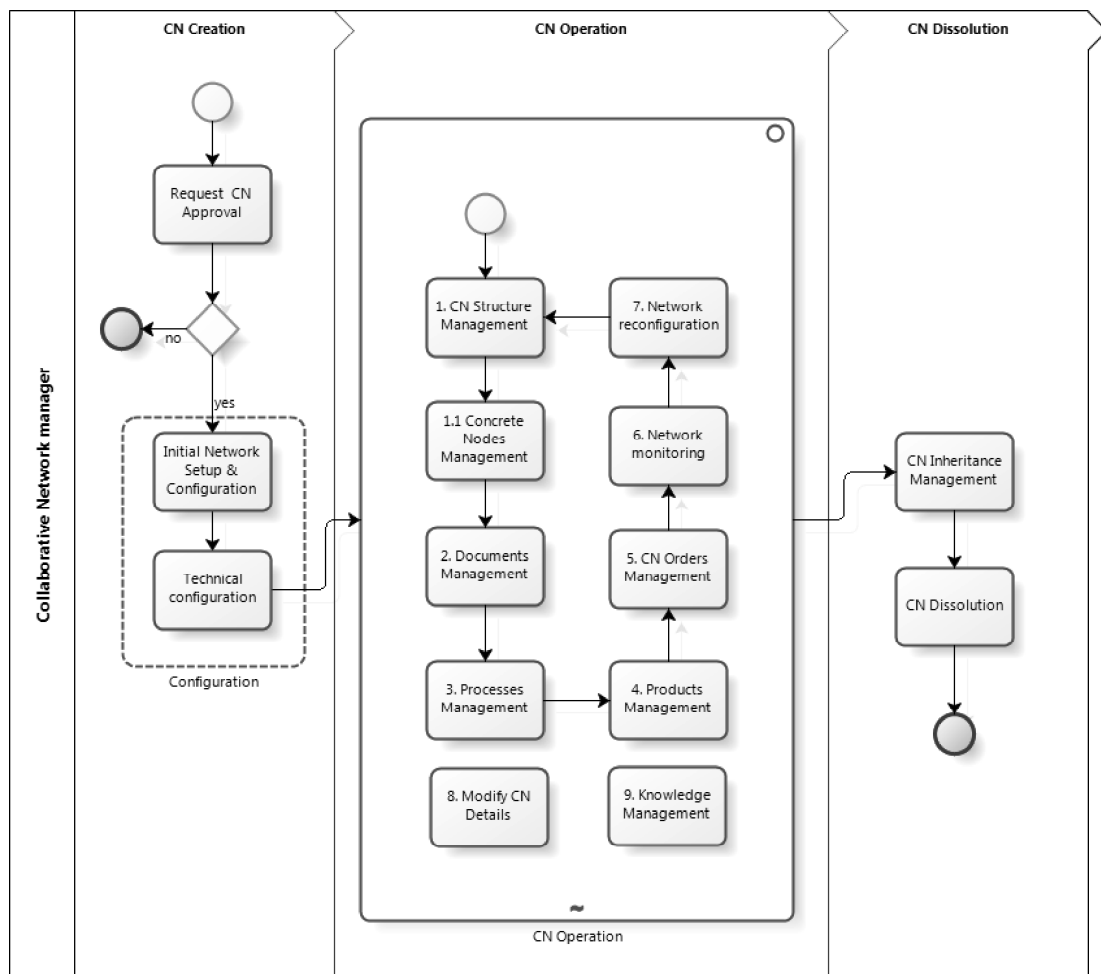 CN Creation
CN Operation
CN Dissolution
Collaborative Network manager
Request CN
Approval
no
yes
Initial Network
Setup &
Configuration
Technical
configuration
Configuration
1. CN Structure
Management
1.1 Concrete
Nodes
Management
2. Documents
Management
3. Processes
Management
4. Products
Management
5. CN Orders
Management
6. Network
monitoring
7. Network
reconfiguration
8. Modify CN
Details
9. Knowledge
Management
~
CN Operation
CN Inheritance
Management
CN Dissolution